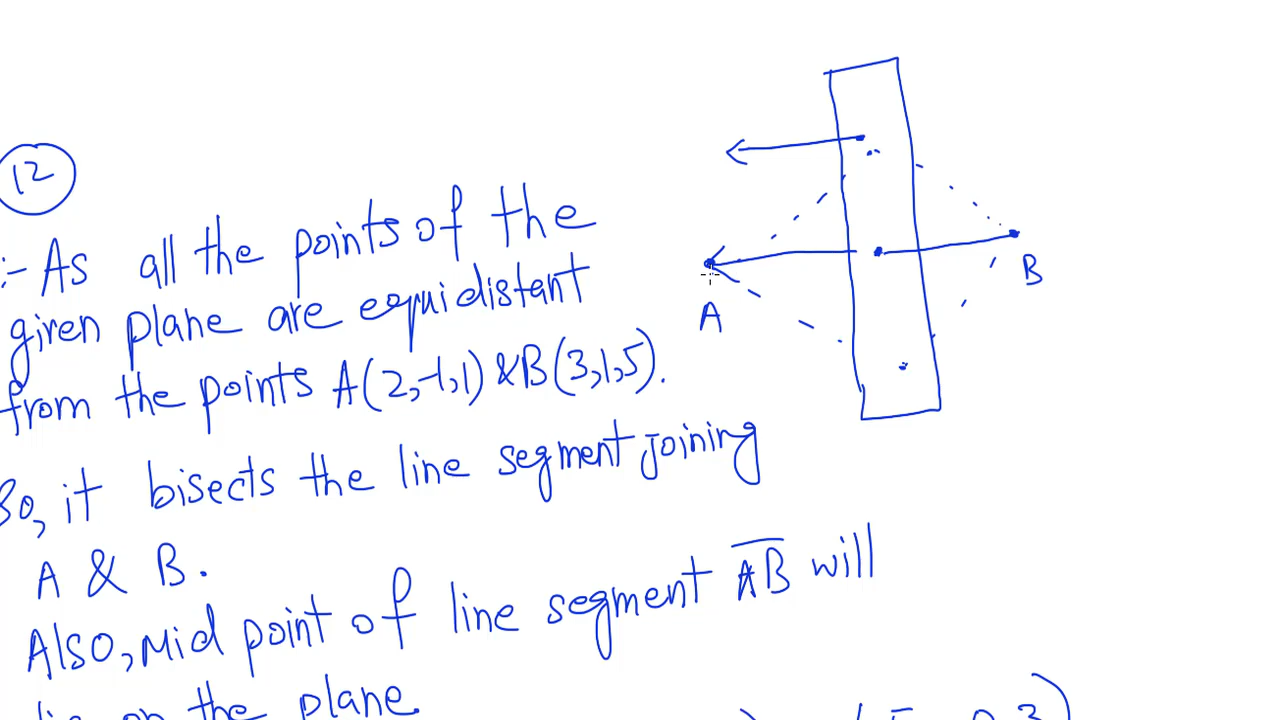 12
:- As all the points of the
given plane are equidistant
from the points A(2,-1,1) & B(3,1,5).
So, it bisects the line segment joining
A & B.
Also, Mid point of line segment AB will
lie on the plane
A
B